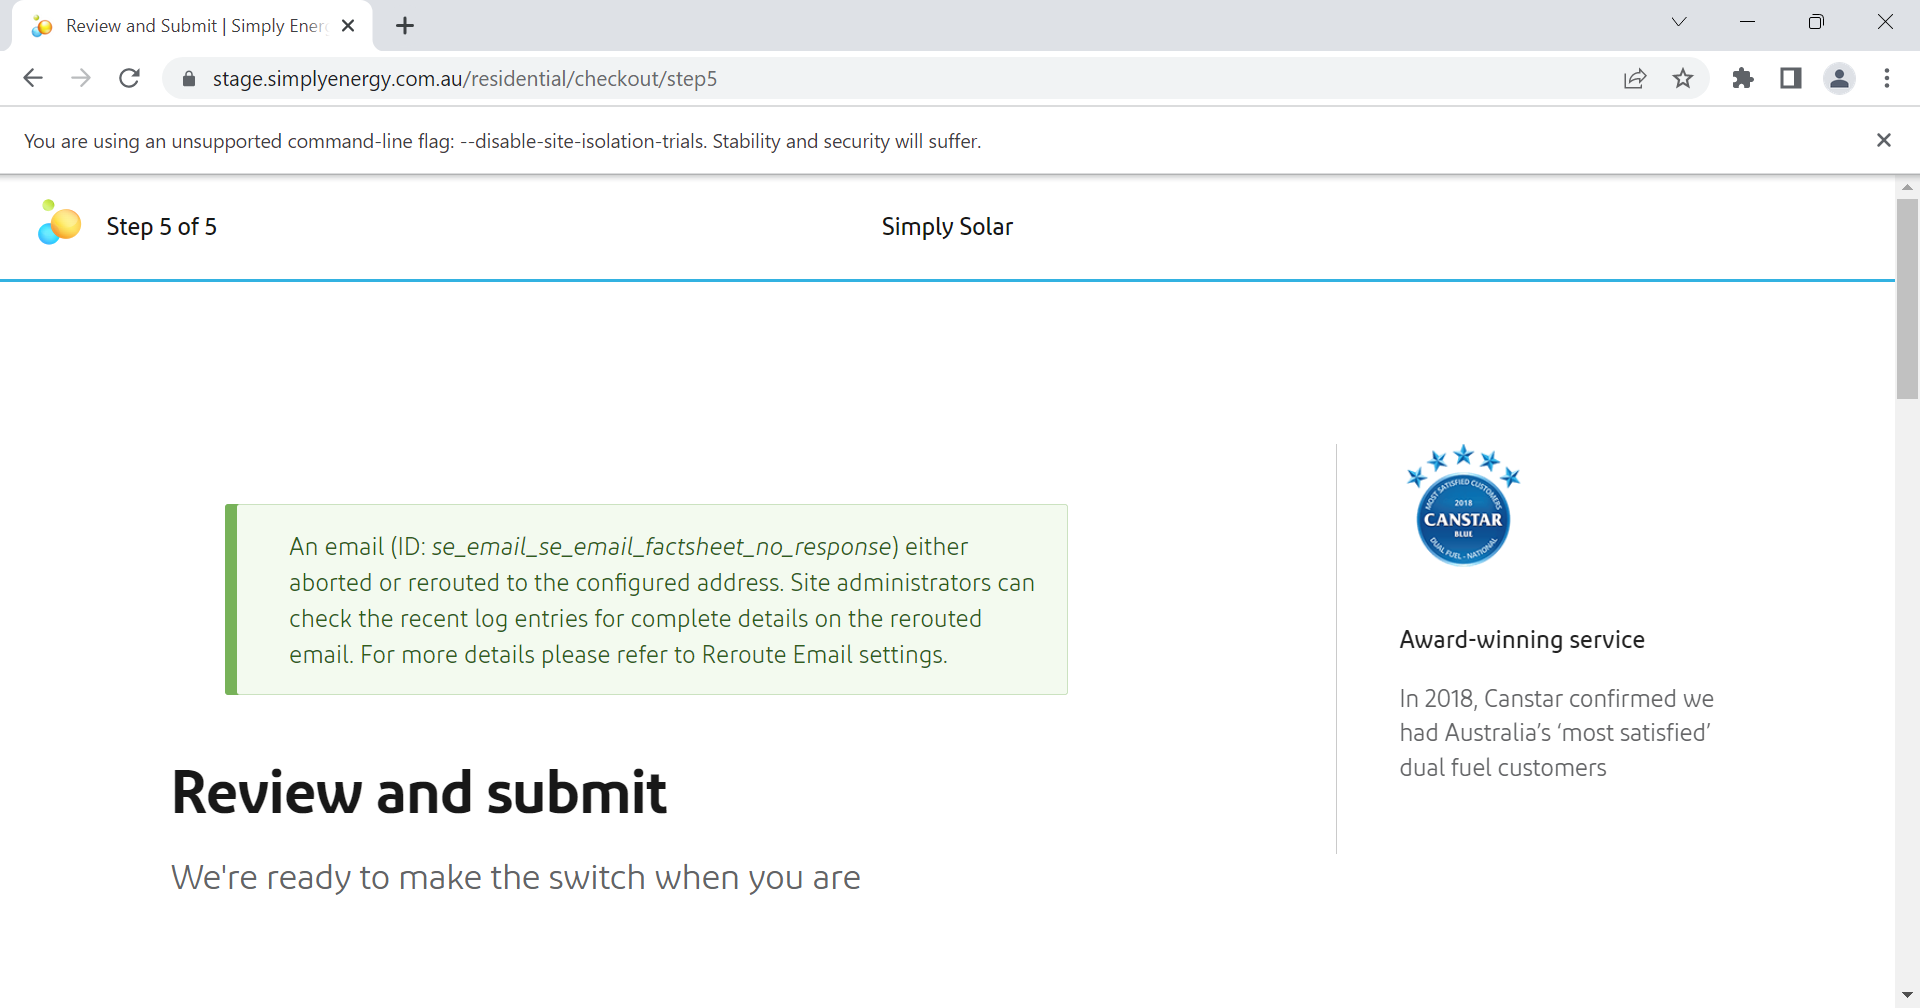 Review and Submit | Simply Ener
stage.simplyenergy.com.au/residential/checkout/step5
You are using an unsupported command-line flag: --disable-site-isolation-trials. Stability and security will suffer.
Step 5 of 5
Simply Solar
An email (ID: se_email_se_email_factsheet_no_response) either
aborted or rerouted to the configured address. Site administrators can
check the recent log entries for complete details on the rerouted
email. For more details please refer to Reroute Email settings.
Review and submit
We're ready to make the switch when you are
MOST SATISFIED CUSTOMERS
2018
CANSTAR
BLUE
DUAL FUEL - NATIONAL
Award-winning service
In 2018, Canstar confirmed we
had Australia’s ‘most satisfied’
dual fuel customers